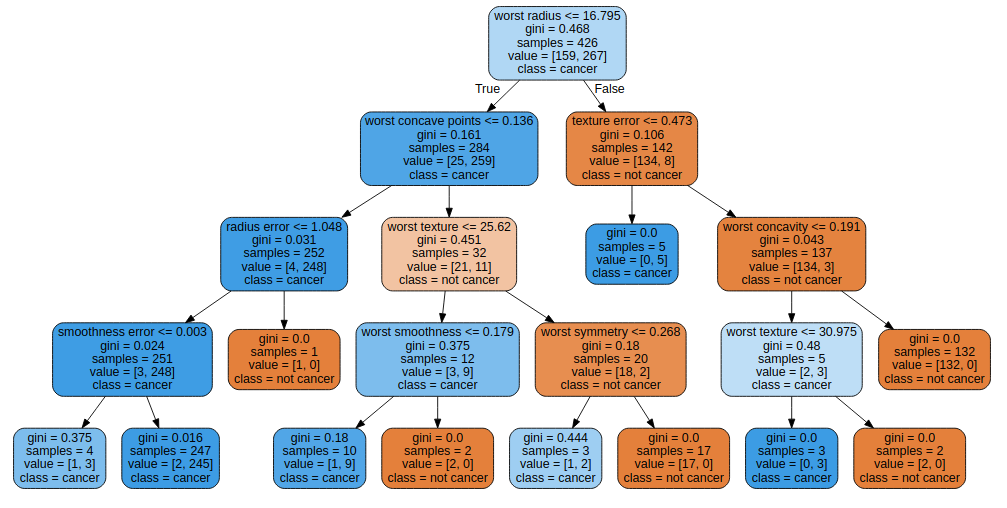 worst radius <= 16.795
gini = 0.468
samples = 426
value = [159, 267]
class = cancer
True
False
worst concave points <= 0.136
gini = 0.161
samples = 284
value = [25, 259]
class = cancer
texture error <= 0.473
gini = 0.106
samples = 142
value = [134, 8]
class = not cancer
radius error <= 1.048
gini = 0.031
samples = 252
value = [4, 248]
class = cancer
worst texture <= 25.62
gini = 0.451
samples = 32
value = [21, 11]
class = not cancer
gini = 0.0
samples = 5
value = [0, 5]
class = cancer
worst concavity <= 0.191
gini = 0.043
samples = 137
value = [134, 3]
class = not cancer
smoothness error <= 0.003
gini = 0.024
samples = 251
value = [3, 248]
class = cancer
gini = 0.0
samples = 1
value = [1, 0]
class = not cancer
worst smoothness <= 0.179
gini = 0.375
samples = 12
value = [3, 9]
class = cancer
worst symmetry <= 0.268
gini = 0.18
samples = 20
value = [18, 2]
class = not cancer
worst texture <= 30.975
gini = 0.48
samples = 5
value = [2, 3]
class = cancer
gini = 0.0
samples = 132
value = [132, 0]
class = not cancer
gini = 0.375
samples = 4
value = [1, 3]
class = cancer
gini = 0.016
samples = 247
value = [2, 245]
class = cancer
gini = 0.18
samples = 10
value = [1, 9]
class = cancer
gini = 0.0
samples = 2
value = [2, 0]
class = not cancer
gini = 0.444
samples = 3
value = [1, 2]
class = cancer
gini = 0.0
samples = 17
value = [17, 0]
class = not cancer
gini = 0.0
samples = 3
value = [0, 3]
class = cancer
gini = 0.0
samples = 2
value = [2, 0]
class = not cancer